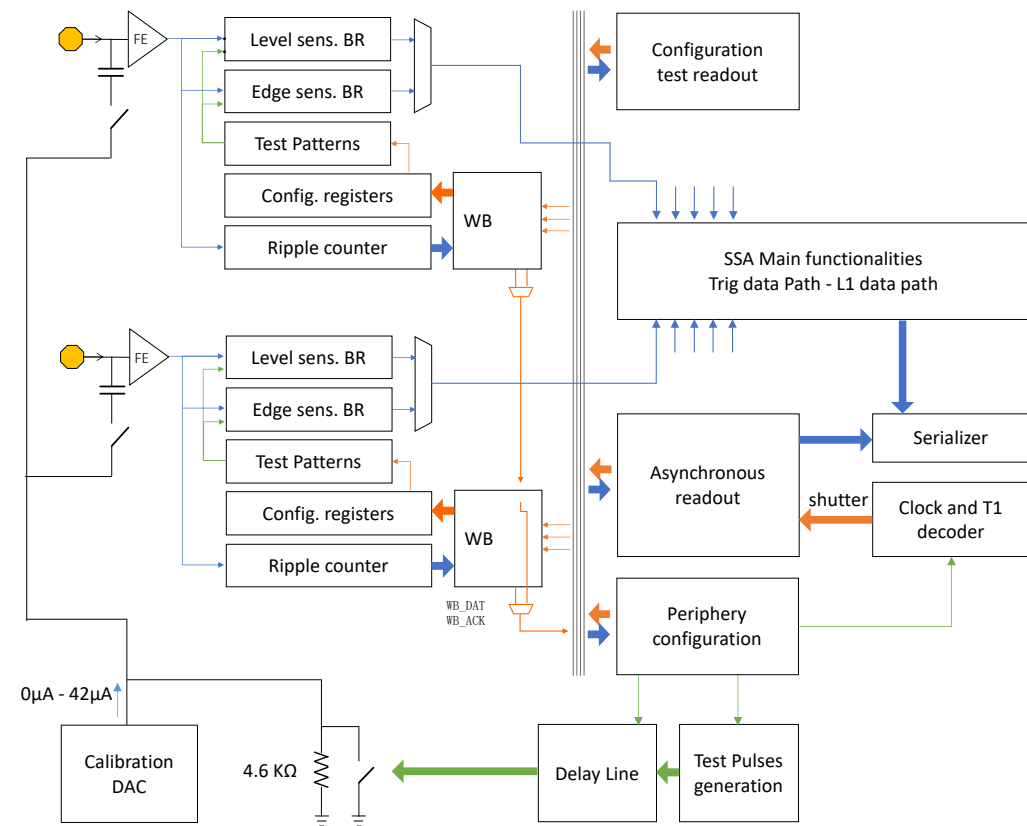 FE
Level sens. BR
Edge sens. BR
Test Patterns
Config. registers
Ripple counter
WB
Configuration
test readout
SSA Main functionalities
Trig data Path - L1 data path
FE
Level sens. BR
Edge sens. BR
Test Patterns
Config. registers
Ripple counter
WB
WB_DAT
WB_ACK
Asynchronous
readout
Serializer
shutter
Clock and T1
decoder
Periphery
configuration
0µA - 42µA
Calibration
DAC
4.6 KΩ
Delay Line
Test Pulses
generation